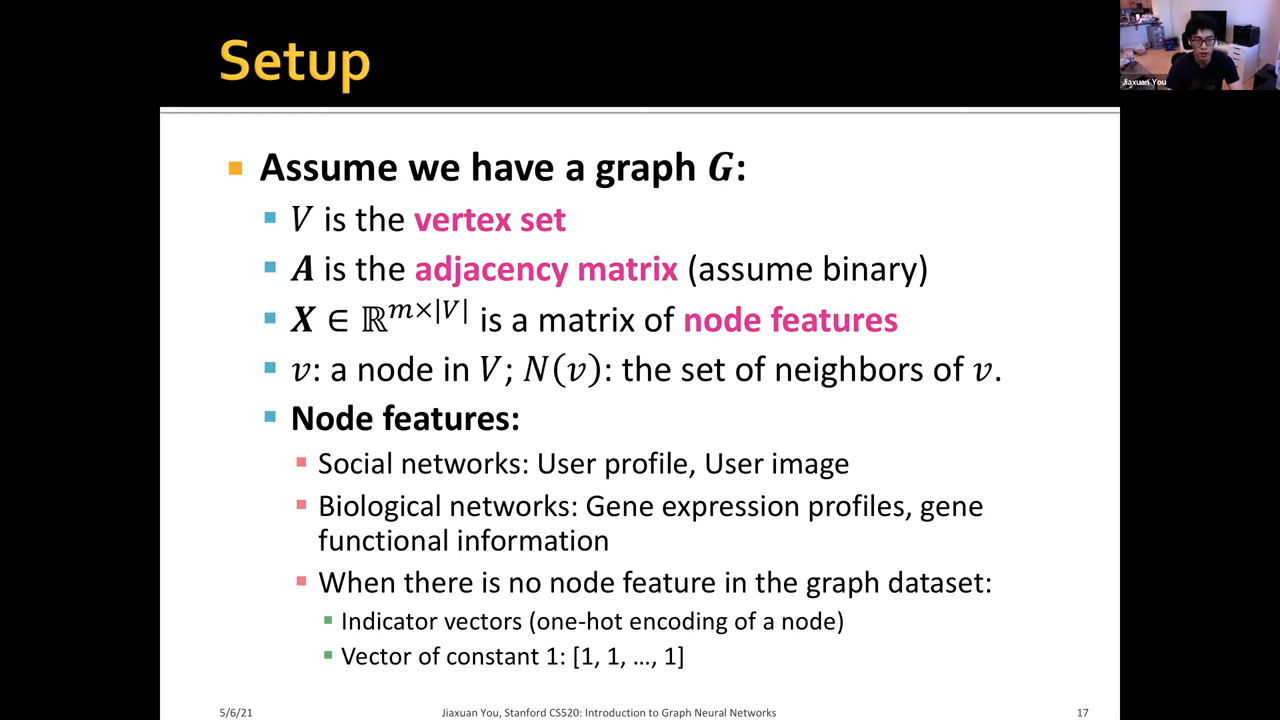 Setup
Jiaxuan You
Assume we have a graph G:
V is the vertex set
A is the adjacency matrix (assume binary)
X ∈ ℝ^{m×|V|} is a matrix of node features
v: a node in V; N(v): the set of neighbors of v.
Node features:
Social networks: User profile, User image
Biological networks: Gene expression profiles, gene
functional information
When there is no node feature in the graph dataset:
Indicator vectors (one-hot encoding of a node)
Vector of constant 1: [1, 1, …, 1]
5/6/21
Jiaxuan You, Stanford CS520: Introduction to Graph Neural Networks
17